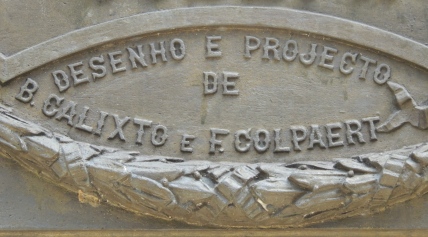 DESENHO E PROJECTO
DE
B. CALIXTO E F. COLPAERT